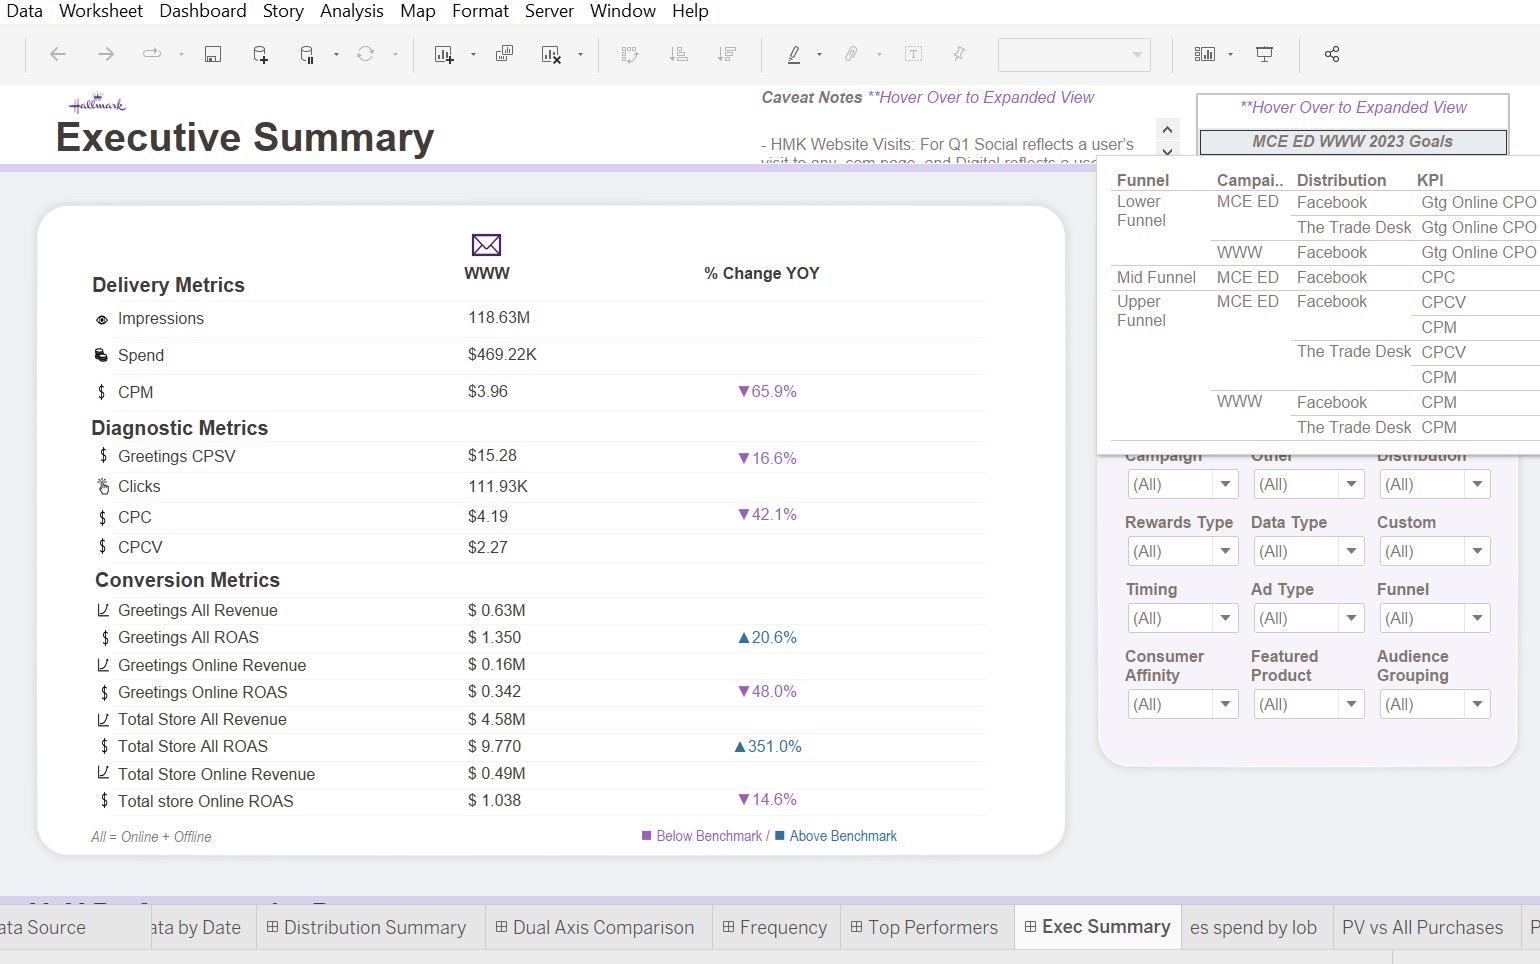 Data Worksheet Dashboard Story Analysis Map Format Server Window Help
Hallmark
Executive Summary
Caveat Notes **Hover Over to Expanded View
- HMK Website Visits: For Q1 Social reflects a user's
**Hover Over to Expanded View
MCE ED WWW 2023 Goals
Funnel Campai.. Distribution KPI
Lower Funnel MCE ED Facebook Gtg Online CPO
The Trade Desk Gtg Online CPO
WWW Facebook Gtg Online CPO
Mid Funnel MCE ED Facebook CPC
Upper Funnel MCE ED Facebook CPCV
CPM
The Trade Desk CPCV
CPM
WWW Facebook CPM
The Trade Desk CPM
WWW % Change YOY
Delivery Metrics
Impressions 118.63M
Spend $469.22K
$ CPM $3.96 ▼65.9%
Diagnostic Metrics
$ Greetings CPSV $15.28 ▼16.6%
Clicks 111.93K
$ CPC $4.19 ▼42.1%
$ CPCV $2.27
Conversion Metrics
Greetings All Revenue $ 0.63M
$ Greetings All ROAS $ 1.350 ▲20.6%
Greetings Online Revenue $ 0.16M
$ Greetings Online ROAS $ 0.342 ▼48.0%
Total Store All Revenue $ 4.58M
$ Total Store All ROAS $ 9.770 ▲351.0%
Total Store Online Revenue $ 0.49M
$ Total store Online ROAS $ 1.038 ▼14.6%
All = Online + Offline
Below Benchmark / Above Benchmark
Campaign Other Distribution
(All) (All) (All)
Rewards Type Data Type Custom
(All) (All) (All)
Timing Ad Type Funnel
(All) (All) (All)
Consumer Affinity Featured Product Audience Grouping
(All) (All) (All)
ata Source ata by Date Distribution Summary Dual Axis Comparison Frequency Top Performers Exec Summary es spend by lob PV vs All Purchases P